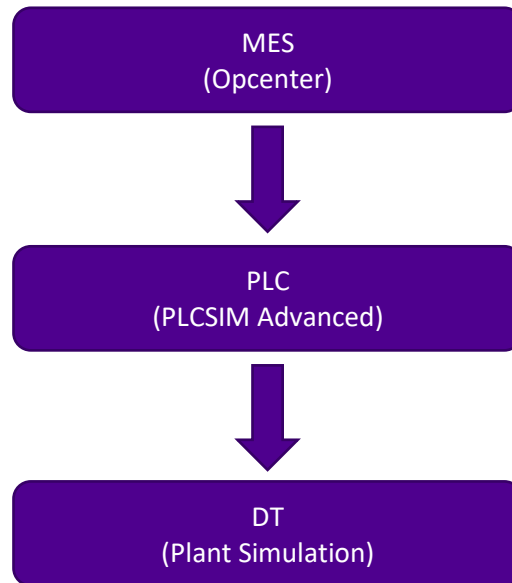 MES
(Opcenter)
PLC
(PLCSIM Advanced)
DT
(Plant Simulation)